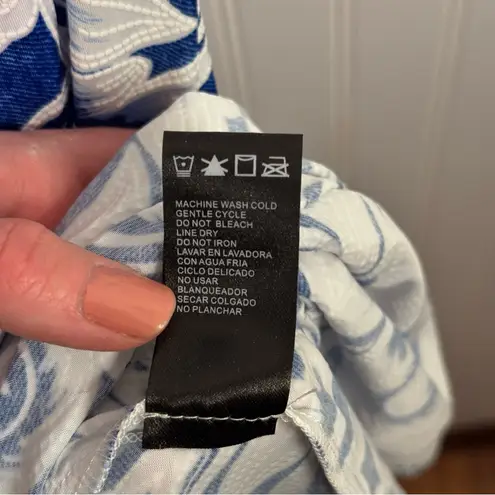 MACHINE WASH COLD
GENTLE CYCLE
DO NOT BLEACH
LINE DRY
DO NOT IRON
LAVAR EN LAVADORA
CON AGUA FRIA
CICLO DELICADO
NO USAR
BLANQUEADOR
SECAR COLGADO
NO PLANCHAR